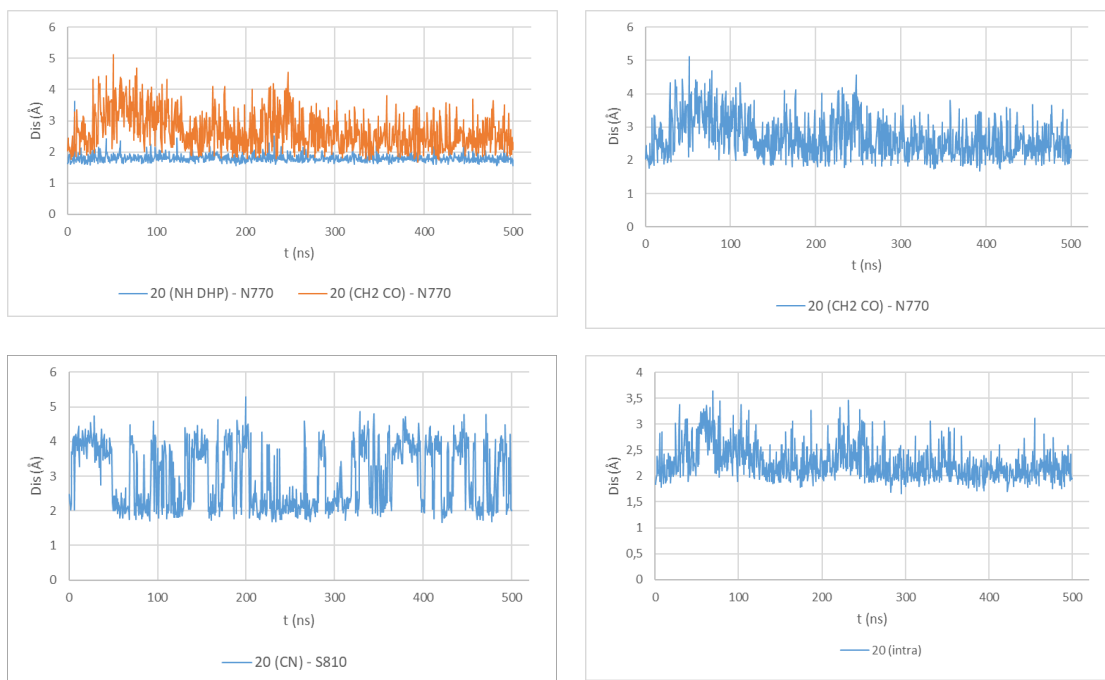 6
5
4
3
2
1
0
Dis (Å)
0 100 200 300 400 500
t (ns)
20 (NH DHP) - N770 20 (CH2 CO) - N770
6
5
4
3
2
1
0
Dis (Å)
0 100 200 300 400 500
t (ns)
20 (CH2 CO) - N770
6
5
4
3
2
1
0
Dis (Å)
0 100 200 300 400 500
t (ns)
20 (CN) - S810
4
3,5
3
2,5
2
1,5
1
0,5
0
Dis (Å)
0 100 200 300 400 500
t (ns)
20 (intra)